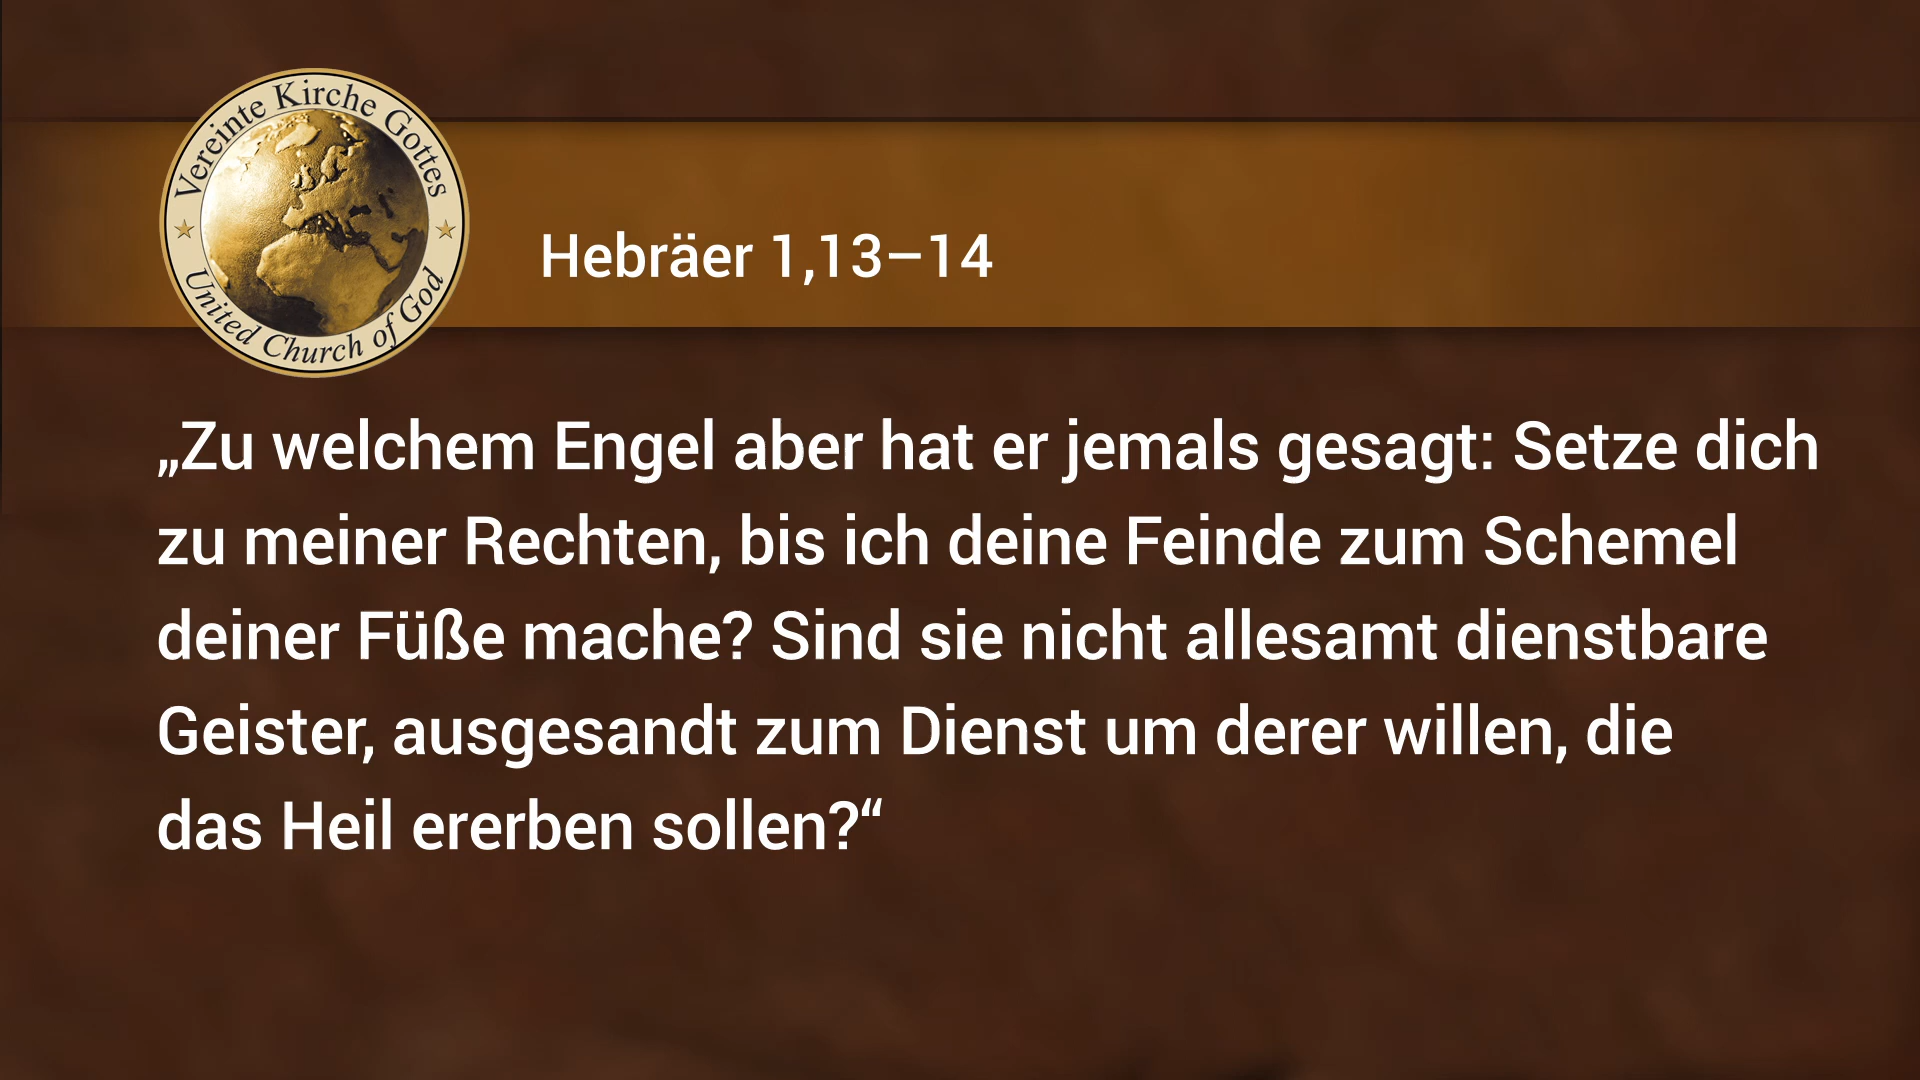 Vereinte Kirche Gottes
United Church of God
Hebräer 1,13–14
„Zu welchem Engel aber hat er jemals gesagt: Setze dich
zu meiner Rechten, bis ich deine Feinde zum Schemel
deiner Füße mache? Sind sie nicht allesamt dienstbare
Geister, ausgesandt zum Dienst um derer willen, die
das Heil ererben sollen?“